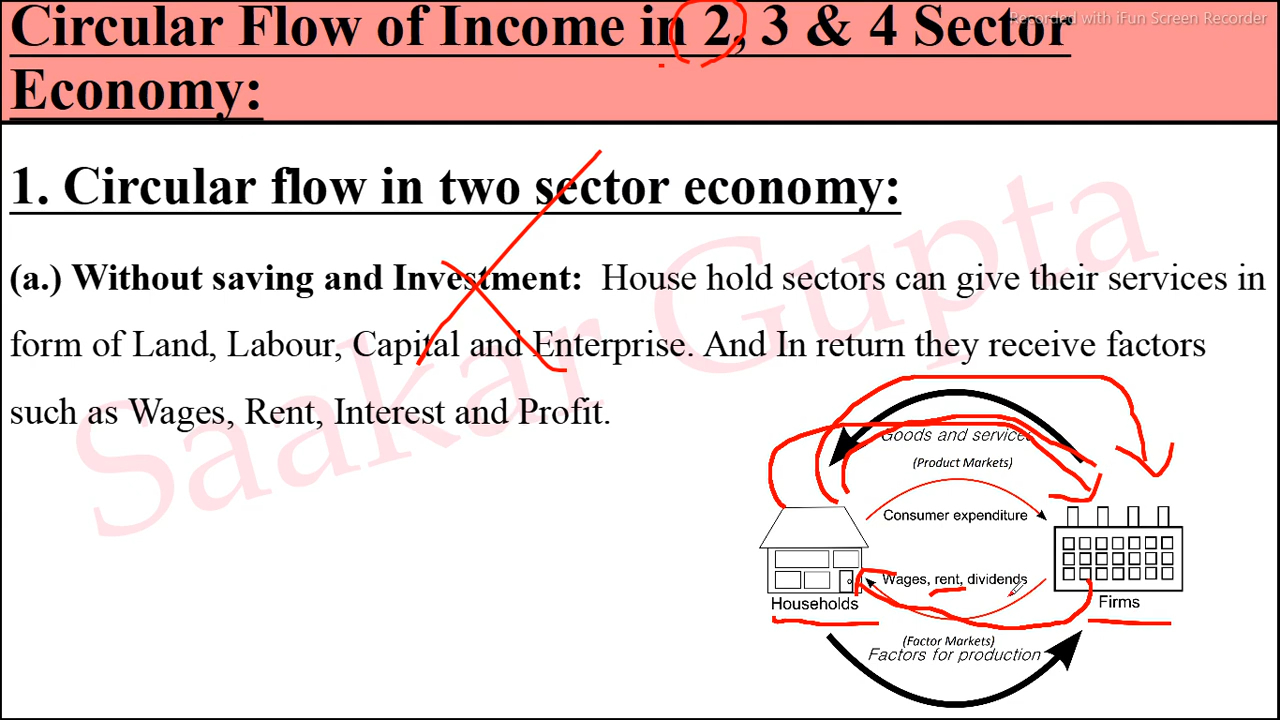 Recorded with iFun Screen Recorder
Circular Flow of Income in 2, 3 & 4 Sector
Economy:
1. Circular flow in two sector economy:
(a.) Without saving and Investment: House hold sectors can give their services in
form of Land, Labour, Capital and Enterprise. And In return they receive factors
such as Wages, Rent, Interest and Profit.
Saakar Gupta
Goods and services
(Product Markets)
Consumer expenditure
Wages, rent, dividends
Households
Firms
(Factor Markets)
Factors for production